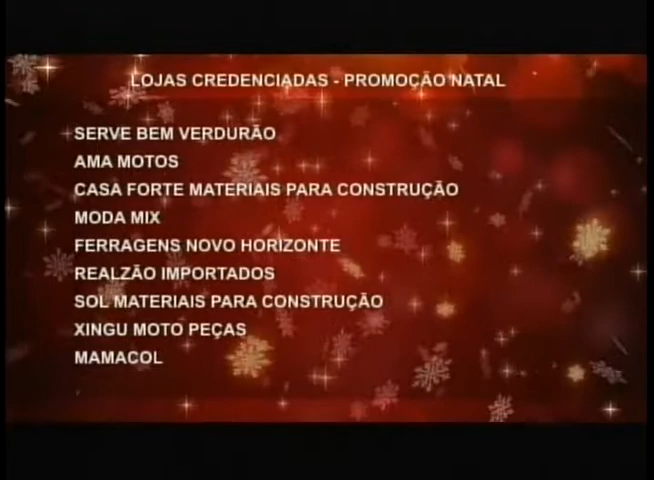 LOJAS CREDENCIADAS - PROMOÇÃO NATAL
SERVE BEM VERDURÃO
AMA MOTOS
CASA FORTE MATERIAIS PARA CONSTRUÇÃO
MODA MIX
FERRAGENS NOVO HORIZONTE
REALZÃO IMPORTADOS
SOL MATERIAIS PARA CONSTRUÇÃO
XINGU MOTO PEÇAS
MAMACOL